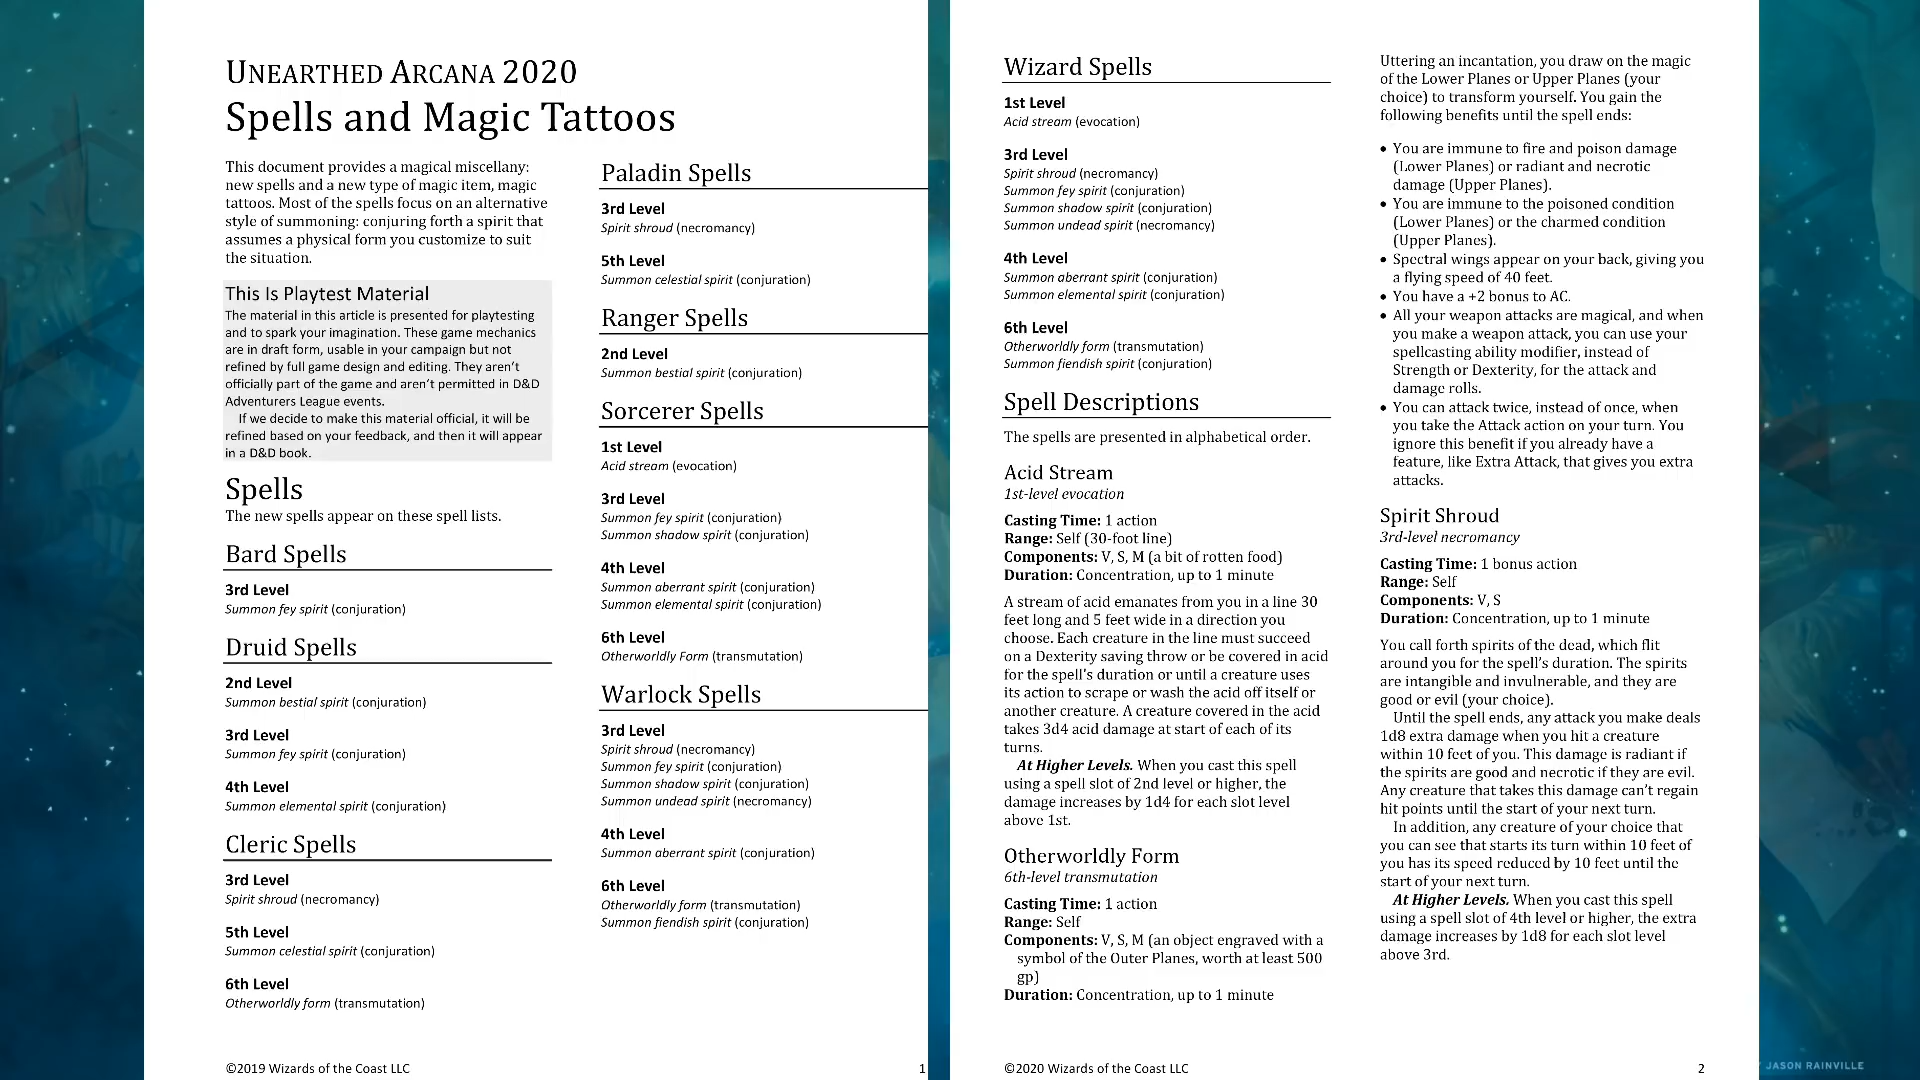 UNEARTHED ARCANA 2020
Spells and Magic Tattoos
This document provides a magical miscellany:
new spells and a new type of magic item, magic
tattoos. Most of the spells focus on an alternative
style of summoning: conjuring forth a spirit that
assumes a physical form you customize to suit
the situation.
This Is Playtest Material
The material in this article is presented for playtesting
and to spark your imagination. These game mechanics
are in draft form, usable in your campaign but not
refined by full game design and editing. They aren't
officially part of the game and aren't permitted in D&D
Adventurers League events.
If we decide to make this material official, it will be
refined based on your feedback, and then it will appear
in a D&D book.
Spells
The new spells appear on these spell lists.
Bard Spells
3rd Level
Summon fey spirit (conjuration)
Druid Spells
2nd Level
Summon bestial spirit (conjuration)
3rd Level
Summon fey spirit (conjuration)
4th Level
Summon elemental spirit (conjuration)
Cleric Spells
3rd Level
Spirit shroud (necromancy)
5th Level
Summon celestial spirit (conjuration)
6th Level
Otherworldly form (transmutation)
Paladin Spells
3rd Level
Spirit shroud (necromancy)
5th Level
Summon celestial spirit (conjuration)
Ranger Spells
2nd Level
Summon bestial spirit (conjuration)
Sorcerer Spells
1st Level
Acid stream (evocation)
3rd Level
Summon fey spirit (conjuration)
Summon shadow spirit (conjuration)
4th Level
Summon aberrant spirit (conjuration)
Summon elemental spirit (conjuration)
6th Level
Otherworldly Form (transmutation)
Warlock Spells
3rd Level
Spirit shroud (necromancy)
Summon fey spirit (conjuration)
Summon shadow spirit (conjuration)
Summon undead spirit (necromancy)
4th Level
Summon aberrant spirit (conjuration)
6th Level
Otherworldly form (transmutation)
Summon fiendish spirit (conjuration)
©2019 Wizards of the Coast LLC
1
Wizard Spells
1st Level
Acid stream (evocation)
3rd Level
Spirit shroud (necromancy)
Summon fey spirit (conjuration)
Summon shadow spirit (conjuration)
Summon undead spirit (necromancy)
4th Level
Summon aberrant spirit (conjuration)
Summon elemental spirit (conjuration)
6th Level
Otherworldly form (transmutation)
Summon fiendish spirit (conjuration)
Spell Descriptions
The spells are presented in alphabetical order.
Acid Stream
1st-level evocation
Casting Time: 1 action
Range: Self (30-foot line)
Components: V, S, M (a bit of rotten food)
Duration: Concentration, up to 1 minute
A stream of acid emanates from you in a line 30
feet long and 5 feet wide in a direction you
choose. Each creature in the line must succeed
on a Dexterity saving throw or be covered in acid
for the spell's duration or until a creature uses
its action to scrape or wash the acid off itself or
another creature. A creature covered in the acid
takes 3d4 acid damage at start of each of its
turns.
At Higher Levels. When you cast this spell
using a spell slot of 2nd level or higher, the
damage increases by 1d4 for each slot level
above 1st.
Otherworldly Form
6th-level transmutation
Casting Time: 1 action
Range: Self
Components: V, S, M (an object engraved with a
symbol of the Outer Planes, worth at least 500
gp)
Duration: Concentration, up to 1 minute
Uttering an incantation, you draw on the magic
of the Lower Planes or Upper Planes (your
choice) to transform yourself. You gain the
following benefits until the spell ends:
• You are immune to fire and poison damage
(Lower Planes) or radiant and necrotic
damage (Upper Planes).
• You are immune to the poisoned condition
(Lower Planes) or the charmed condition
(Upper Planes).
• Spectral wings appear on your back, giving you
a flying speed of 40 feet.
• You have a +2 bonus to AC.
• All your weapon attacks are magical, and when
you make a weapon attack, you can use your
spellcasting ability modifier, instead of
Strength or Dexterity, for the attack and
damage rolls.
• You can attack twice, instead of once, when
you take the Attack action on your turn. You
ignore this benefit if you already have a
feature, like Extra Attack, that gives you extra
attacks.
Spirit Shroud
3rd-level necromancy
Casting Time: 1 bonus action
Range: Self
Components: V, S
Duration: Concentration, up to 1 minute
You call forth spirits of the dead, which flit
around you for the spell's duration. The spirits
are intangible and invulnerable, and they are
good or evil (your choice).
Until the spell ends, any attack you make deals
1d8 extra damage when you hit a creature
within 10 feet of you. This damage is radiant if
the spirits are good and necrotic if they are evil.
Any creature that takes this damage can't regain
hit points until the start of your next turn.
In addition, any creature of your choice that
you can see that starts its turn within 10 feet of
you has its speed reduced by 10 feet until the
start of your next turn.
At Higher Levels. When you cast this spell
using a spell slot of 4th level or higher, the extra
damage increases by 1d8 for each slot level
above 3rd.
©2020 Wizards of the Coast LLC
2
JASON RAINVILLE